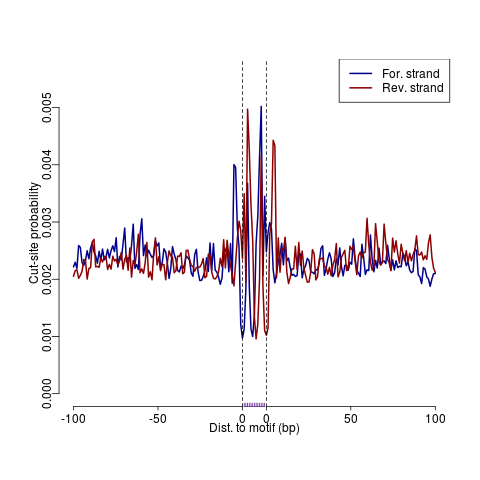 For. strand
Rev. strand
Cut-site probability
0.005
0.004
0.003
0.002
0.001
0.000
-100 -50 0 0 50 100
Dist. to motif (bp)